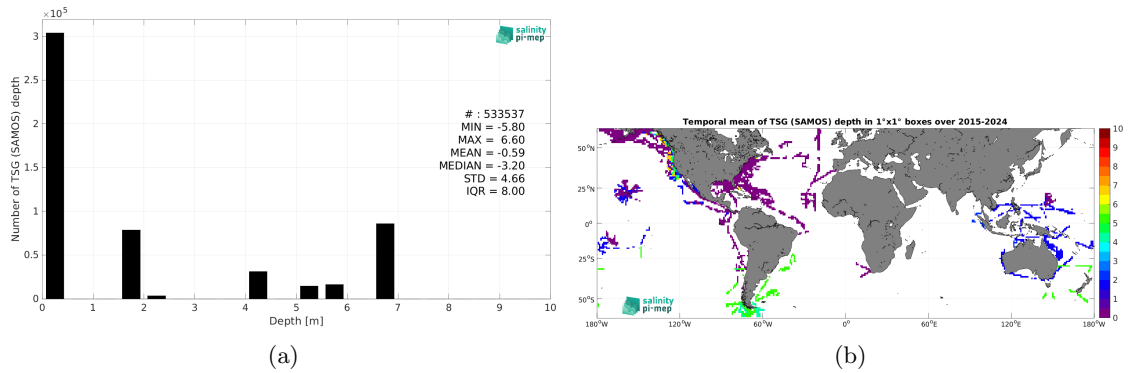 ×10⁵
3
2.5
2
1.5
1
0.5
0
Number of TSG (SAMOS) depth
salinity
pi-mep
# : 533537
MIN = -5.80
MAX = 6.60
MEAN = -0.59
MEDIAN = -3.20
STD = 4.66
IQR = 8.00
0 1 2 3 4 5 6 7 8 9 10
Depth [m]
(a)
Temporal mean of TSG (SAMOS) depth in 1°x1° boxes over 2015-2024
50°N
25°N
0°
25°S
50°S
salinity
pi-mep
180°W 120°W 60°W 0°W 60°E 120°E 180°E
10
9
8
7
6
5
4
3
2
1
0
(b)